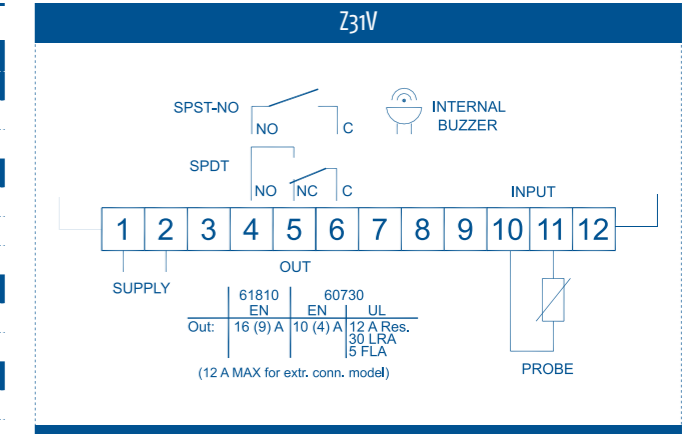 Z31V
SPST-NO
NO C
INTERNAL
BUZZER
SPDT
NO NC C
INPUT
1 2 3 4 5 6 7 8 9 10 11 12
SUPPLY
OUT
61810 60730
EN EN UL
Out: 16 (9) A 10 (4) A 12 A Res.
30 LRA
5 FLA
(12 A MAX for extr. conn. model)
PROBE